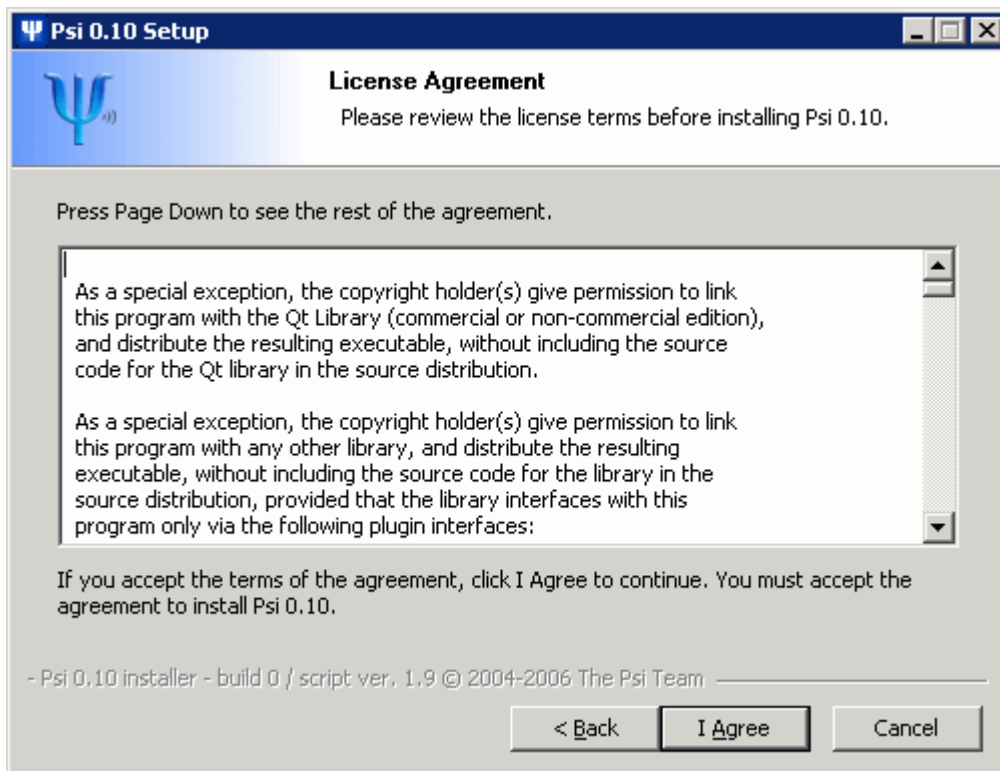 Psi 0.10 Setup
License Agreement
Please review the license terms before installing Psi 0.10.
Press Page Down to see the rest of the agreement.
As a special exception, the copyright holder(s) give permission to link
this program with the Qt Library (commercial or non-commercial edition),
and distribute the resulting executable, without including the source
code for the Qt library in the source distribution.
As a special exception, the copyright holder(s) give permission to link
this program with any other library, and distribute the resulting
executable, without including the source code for the library in the
source distribution, provided that the library interfaces with this
program only via the following plugin interfaces:
If you accept the terms of the agreement, click I Agree to continue. You must accept the
agreement to install Psi 0.10.
- Psi 0.10 installer - build 0 / script ver. 1.9 © 2004-2006 The Psi Team
< Back
I Agree
Cancel